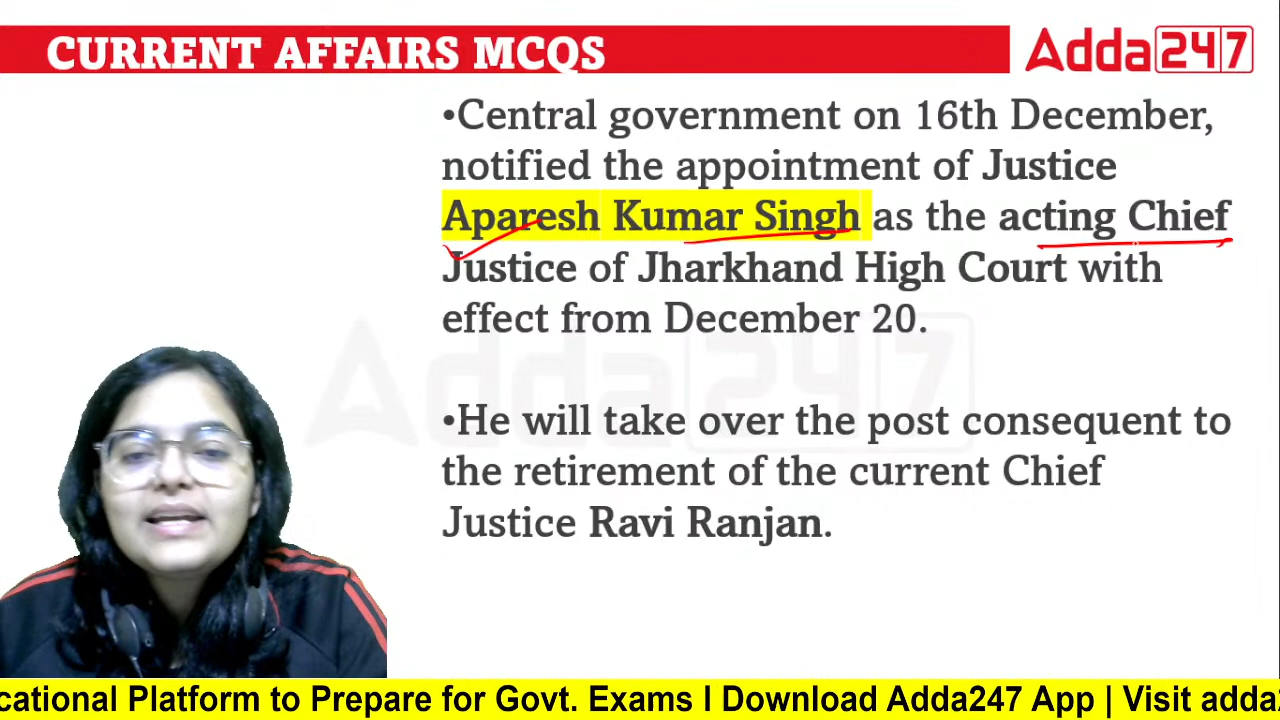 CURRENT AFFAIRS MCQS
Adda247
•Central government on 16th December,
notified the appointment of Justice
Aparesh Kumar Singh as the acting Chief
Justice of Jharkhand High Court with
effect from December 20.
Adda247
•He will take over the post consequent to
the retirement of the current Chief
Justice Ravi Ranjan.
cational Platform to Prepare for Govt. Exams I Download Adda247 App | Visit adda2